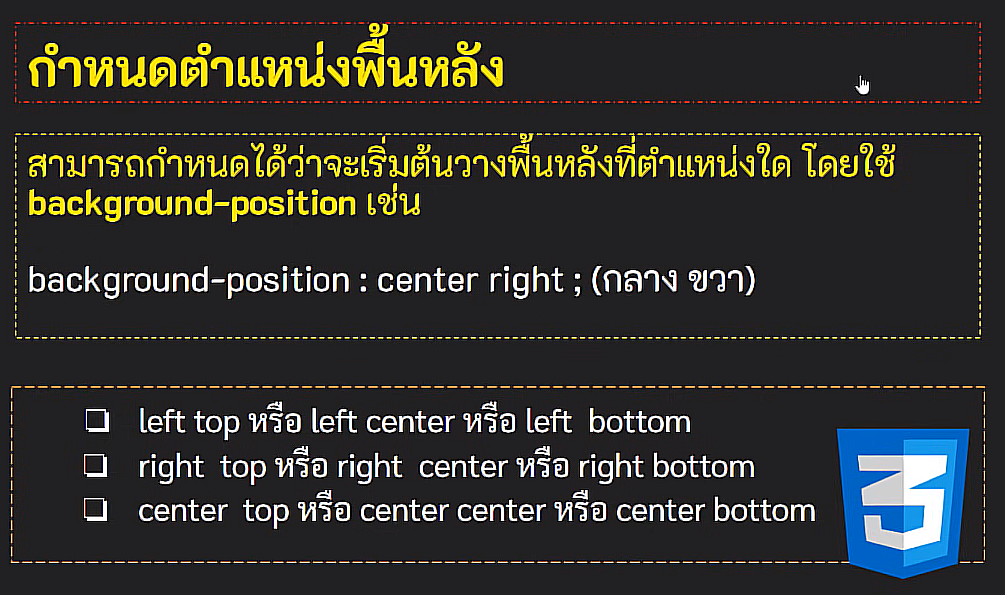 กำหนดตำแหน่งพื้นหลัง
สามารถกำหนดได้ว่าจะเริ่มต้นวางพื้นหลังที่ตำแหน่งใด โดยใช้
background-position เช่น
background-position : center right ; (กลาง ขวา)
left top หรือ left center หรือ left  bottom
right  top หรือ right  center หรือ right bottom
center  top หรือ center center หรือ center bottom
3